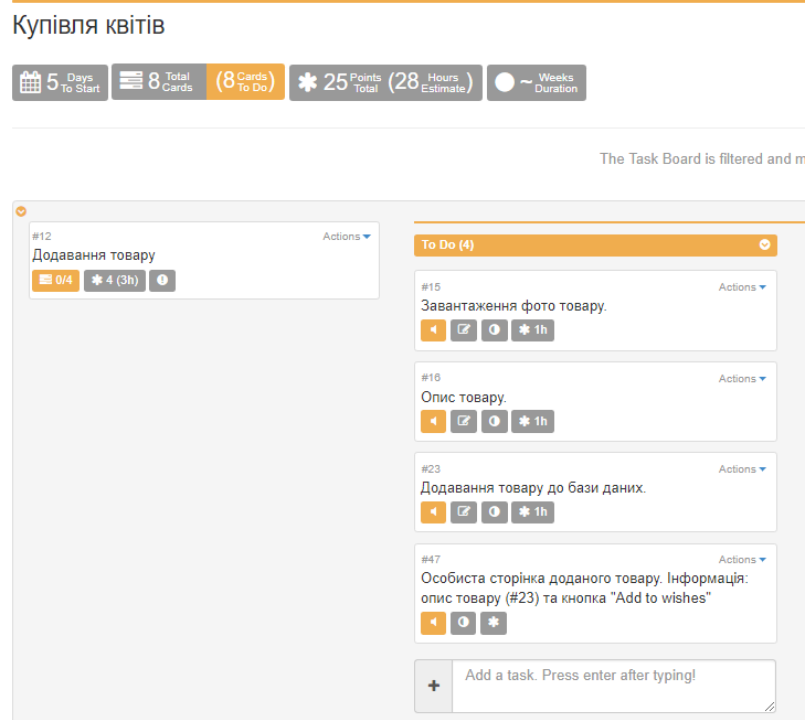 Купівля квітів
5 Days To Start 8 Total Cards (8 Cards To Do) 25 Points Total (28 Hours Estimate) ~ Weeks Duration
The Task Board is filtered and
#12 Actions
Додавання товару
0/4 4 (3h)
To Do (4)
#15 Actions
Завантаження фото товару.
1h
#16 Actions
Опис товару.
1h
#23 Actions
Додавання товару до бази даних.
1h
#47 Actions
Особиста сторінка доданого товару. Інформація:
опис товару (#23) та кнопка "Add to wishes"
+ Add a task. Press enter after typing!